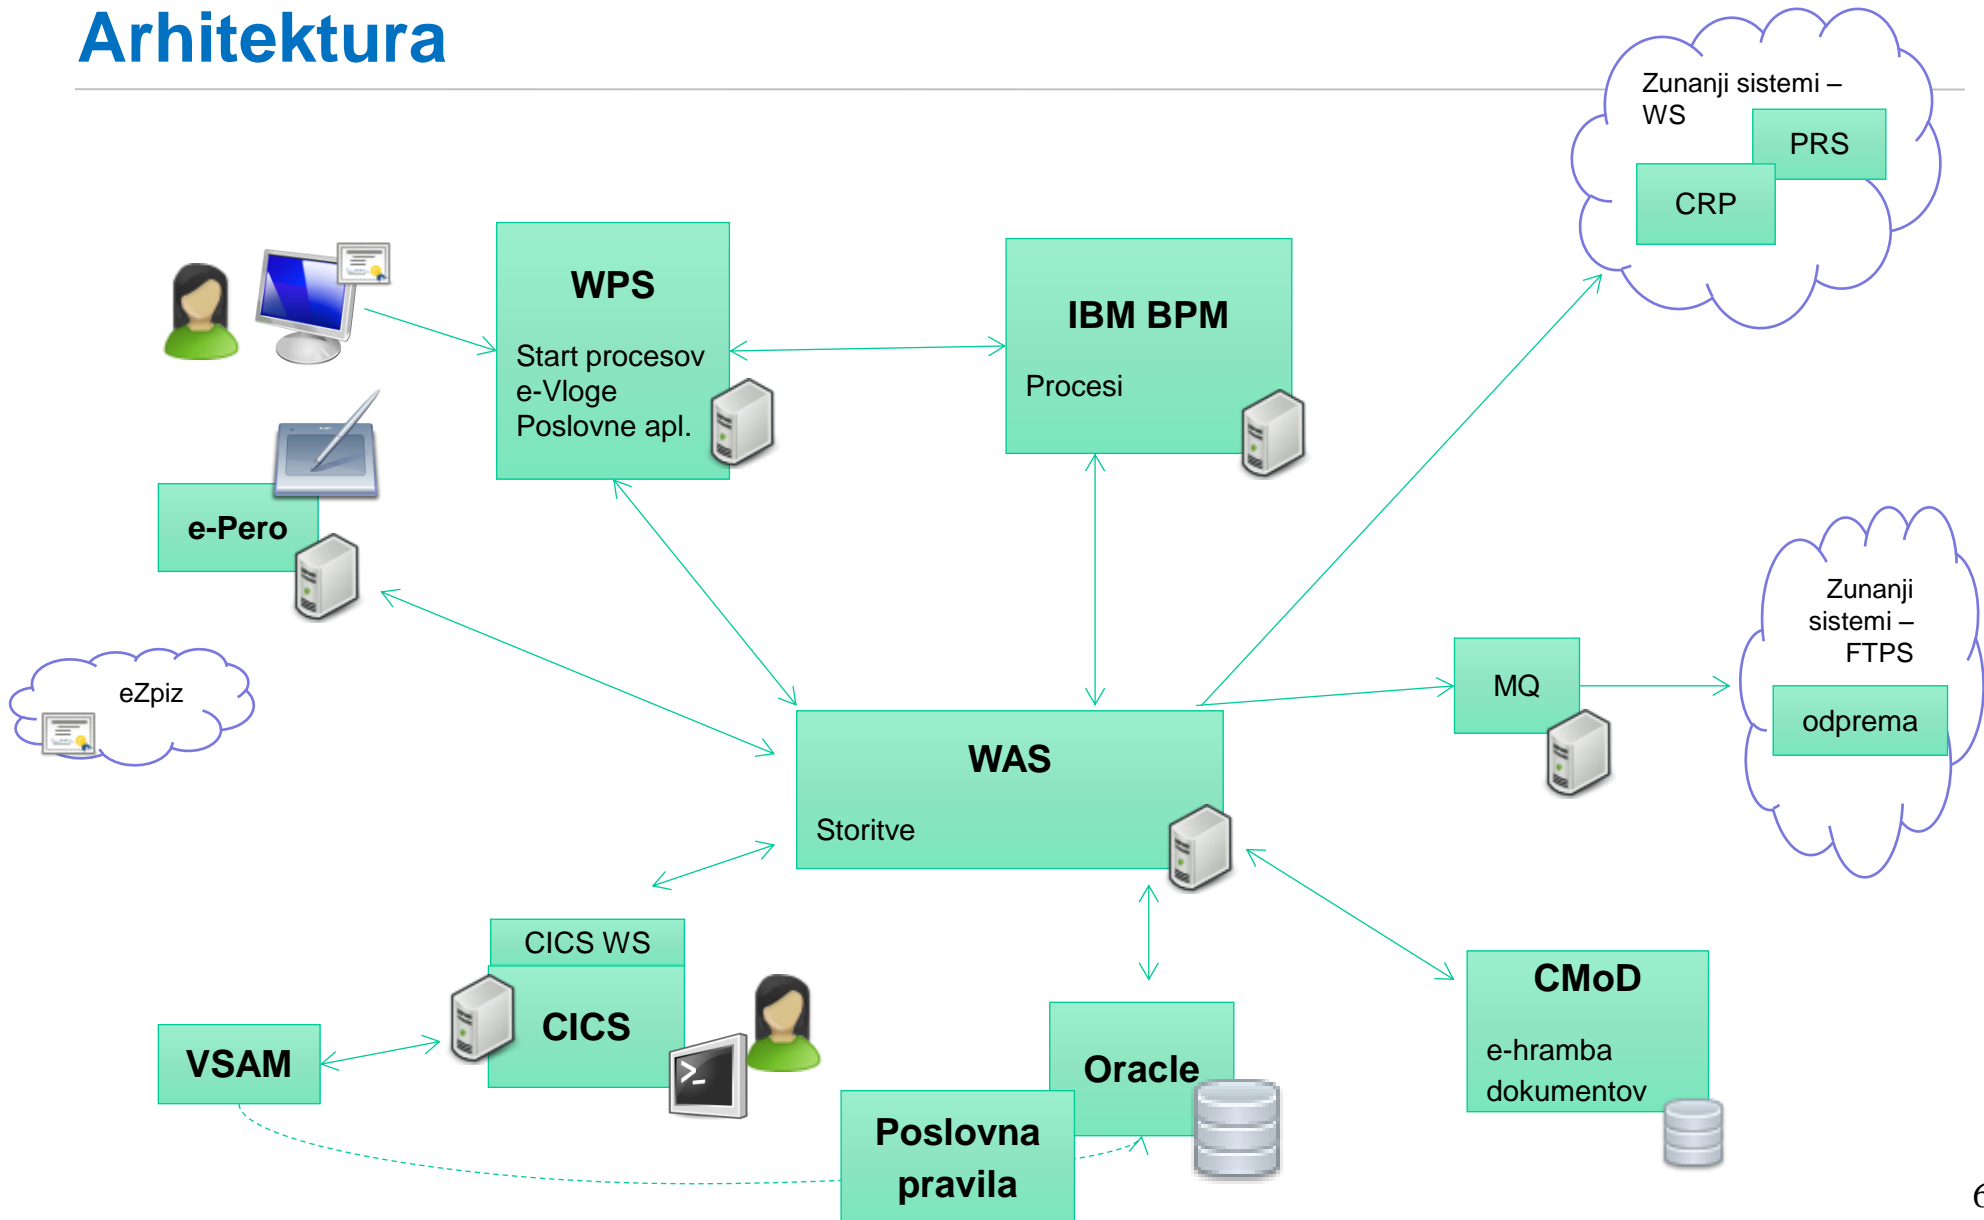 Arhitektura
Zunanji sistemi –
WS
PRS
CRP
WPS
Start procesov
e-Vloge
Poslovne apl.
IBM BPM
Procesi
e-Pero
eZpiz
WAS
Storitve
MQ
Zunanji
sistemi –
FTPS
odprema
CICS WS
CICS
VSAM
Oracle
Poslovna
pravila
CMoD
e-hramba
dokumentov